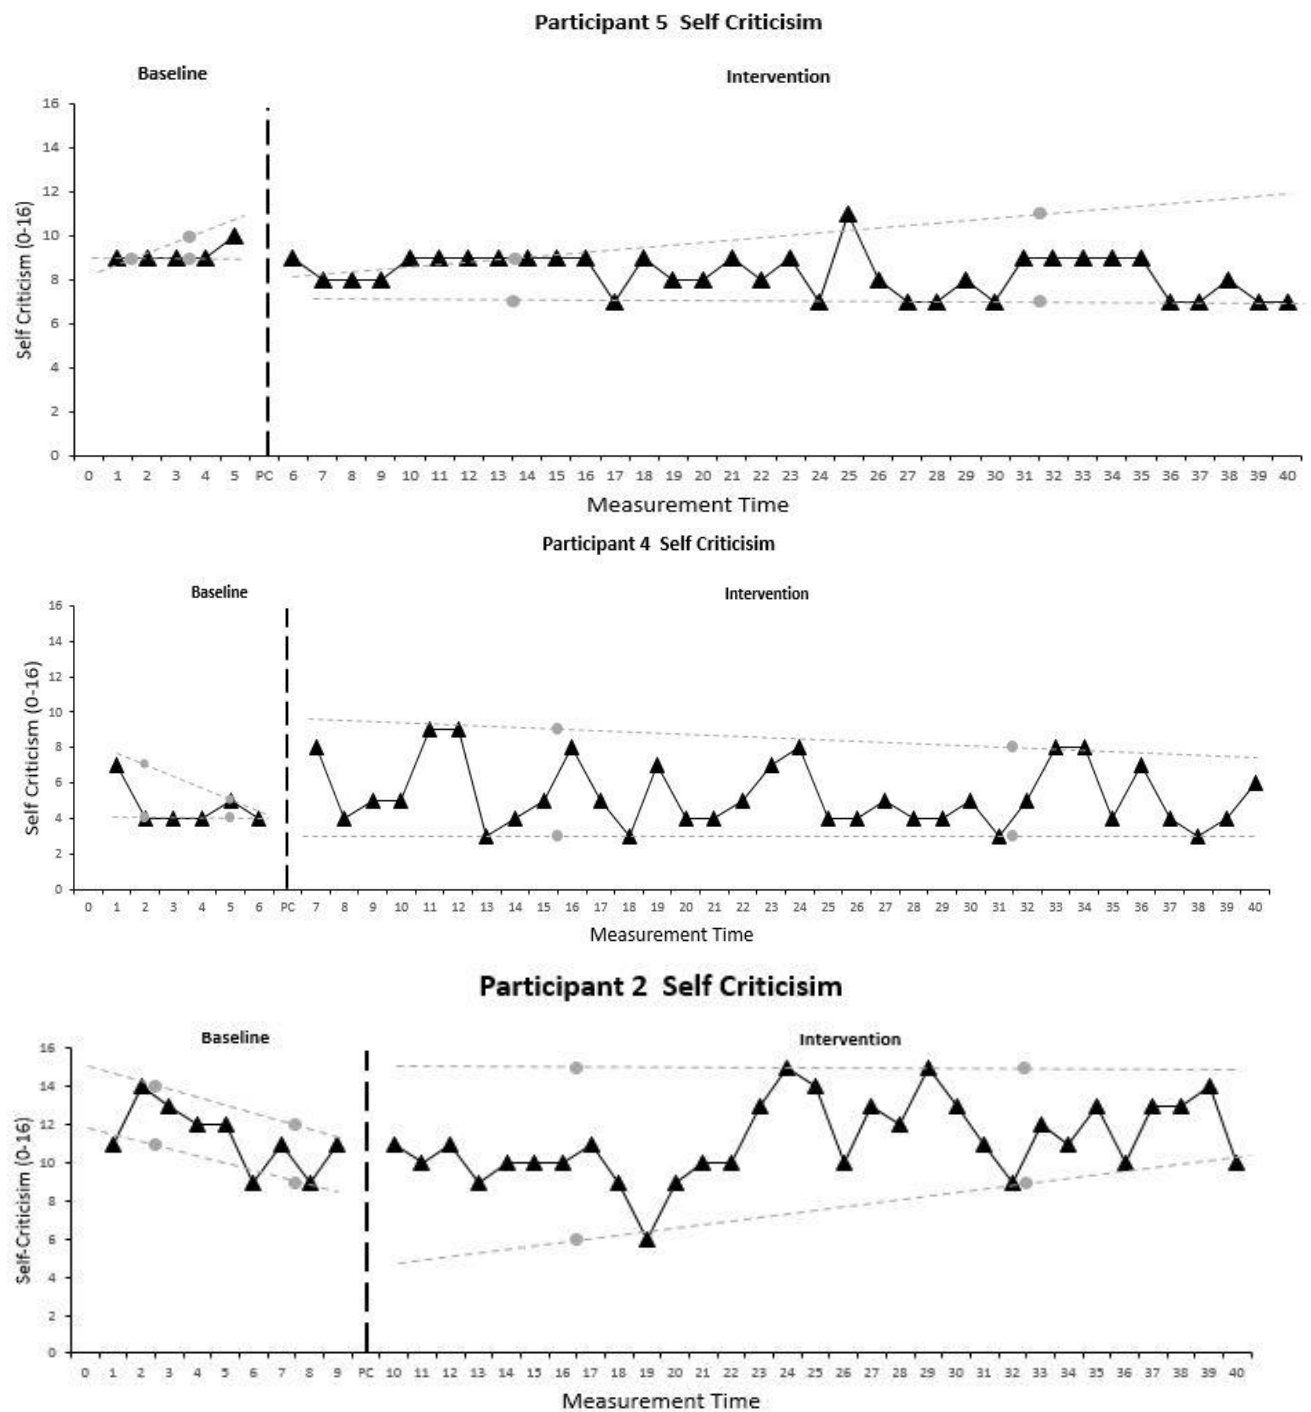 Participant 5 Self Criticisim
Baseline
Intervention
16
14
12
10
8
6
4
2
0
Self Criticism (0-16)
0 1 2 3 4 5 PC 6 7 8 9 10 11 12 13 14 15 16 17 18 19 20 21 22 23 24 25 26 27 28 29 30 31 32 33 34 35 36 37 38 39 40
Measurement Time
Participant 4 Self Criticisim
Baseline
Intervention
16
14
12
10
8
6
4
2
0
Self Criticism (0-16)
0 1 2 3 4 5 6 PC 7 8 9 10 11 12 13 14 15 16 17 18 19 20 21 22 23 24 25 26 27 28 29 30 31 32 33 34 35 36 37 38 39 40
Measurement Time
Participant 2 Self Criticisim
Baseline
Intervention
16
14
12
10
8
6
4
2
0
Self-Criticisim (0-16)
0 1 2 3 4 5 6 7 8 9 PC 10 11 12 13 14 15 16 17 18 19 20 21 22 23 24 25 26 27 28 29 30 31 32 33 34 35 36 37 38 39 40
Measurement Time